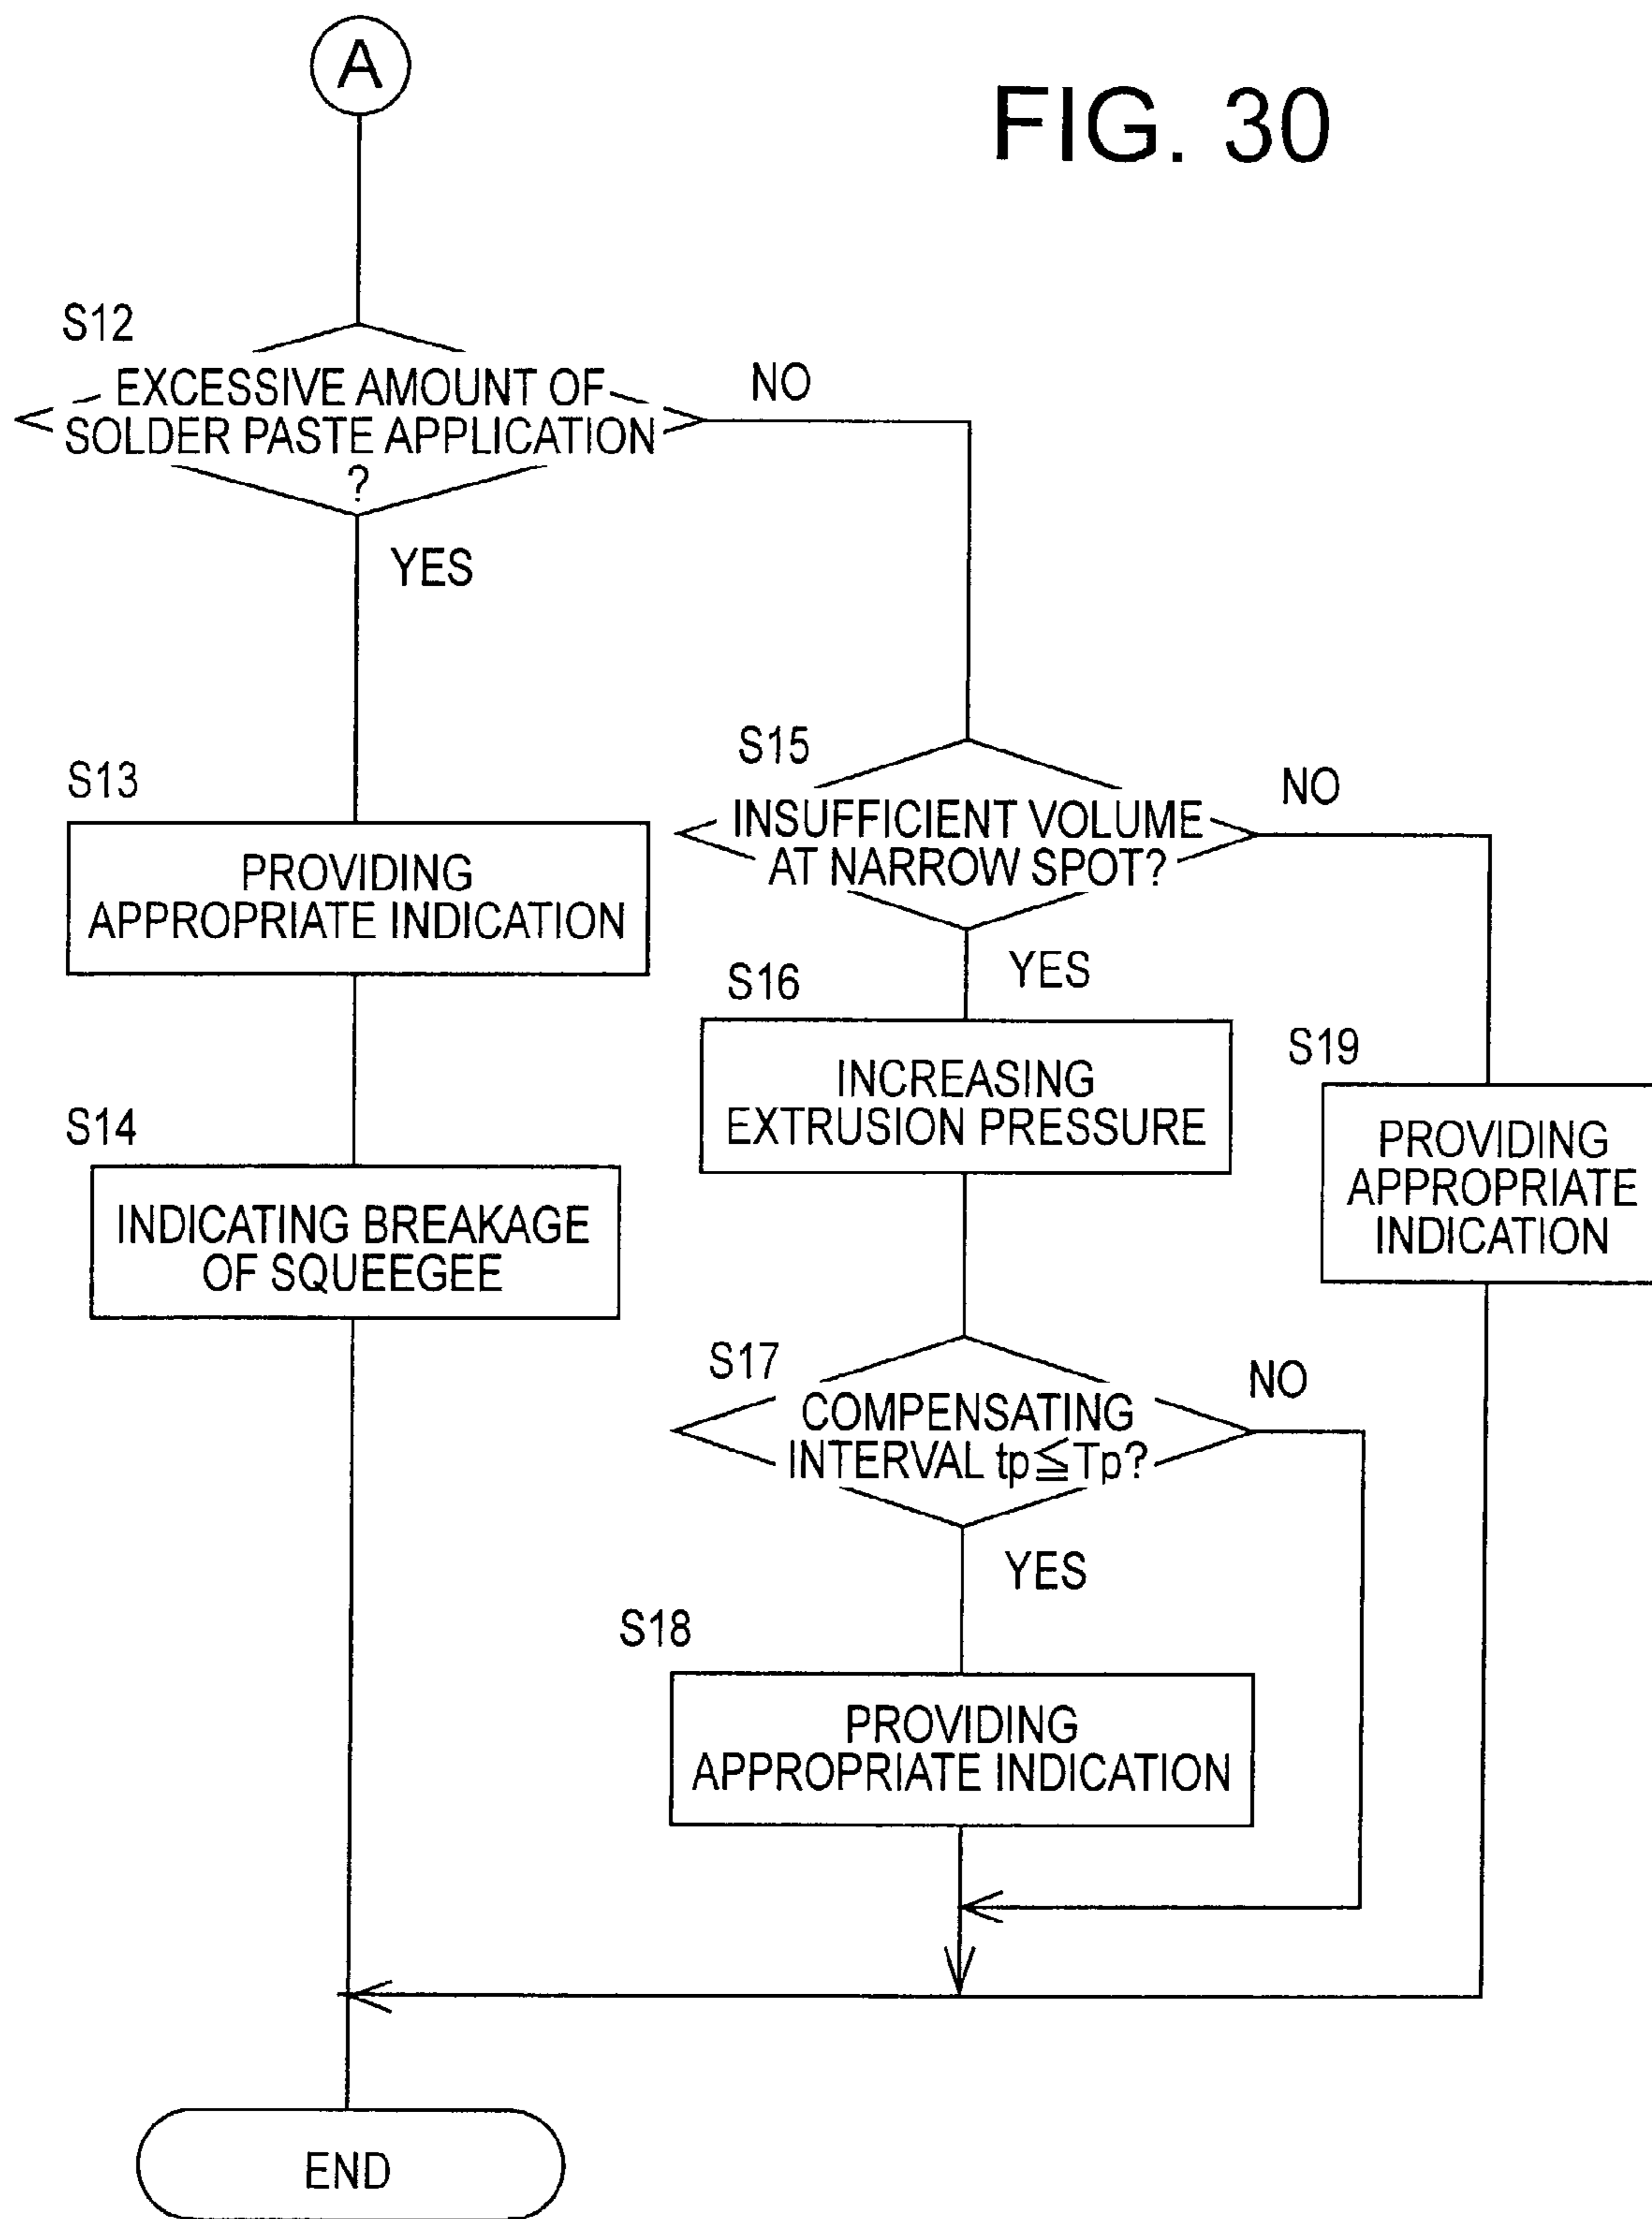 A
FIG. 30
S12
EXCESSIVE AMOUNT OF
SOLDER PASTE APPLICATION
?
NO
YES
S13
PROVIDING
APPROPRIATE INDICATION
S14
INDICATING BREAKAGE
OF SQUEEGEE
S15
INSUFFICIENT VOLUME
AT NARROW SPOT?
NO
YES
S16
INCREASING
EXTRUSION PRESSURE
S19
PROVIDING
APPROPRIATE
INDICATION
S17
COMPENSATING
INTERVAL tp≦Tp?
NO
YES
S18
PROVIDING
APPROPRIATE INDICATION
END